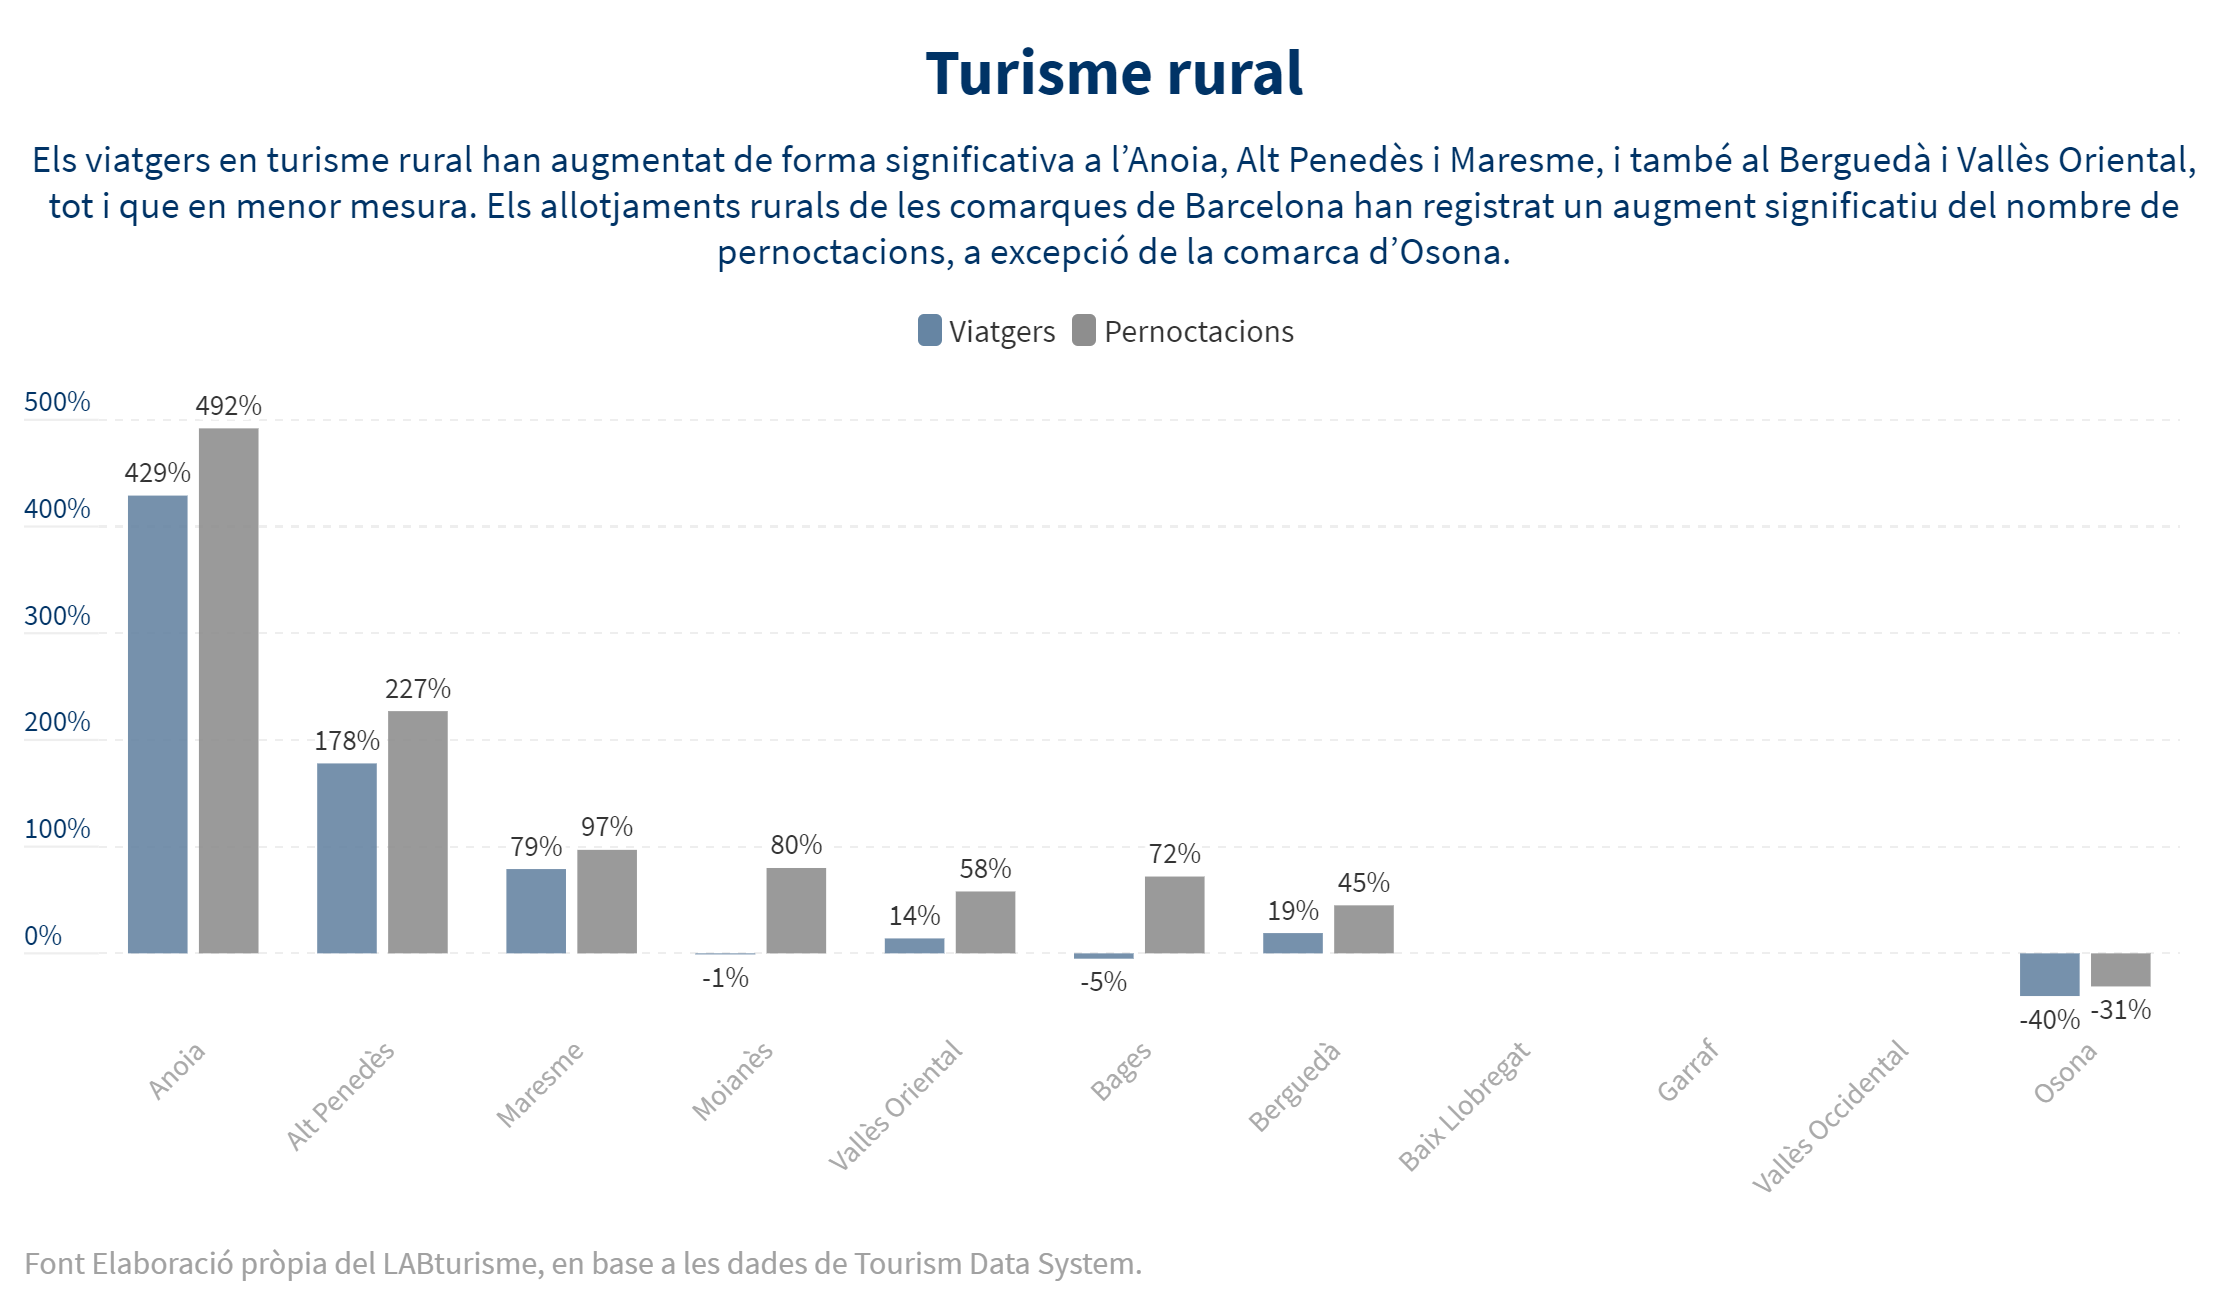 Turisme rural
Els viatgers en turisme rural han augmentat de forma significativa a l’Anoia, Alt Penedès i Maresme, i també al Berguedà i Vallès Oriental,
tot i que en menor mesura. Els allotjaments rurals de les comarques de Barcelona han registrat un augment significatiu del nombre de
pernoctacions, a excepció de la comarca d’Osona.
Viatgers Pernoctacions
500%
400%
300%
200%
100%
0%
429% 492%
178% 227%
79% 97%
-1% 80%
14% 58%
-5% 72%
19% 45%
-40% -31%
Anoia
Alt Penedès
Maresme
Moianès
Vallès Oriental
Bages
Berguedà
Baix Llobregat
Garraf
Vallès Occidental
Osona
Font Elaboració pròpia del LABturisme, en base a les dades de Tourism Data System.